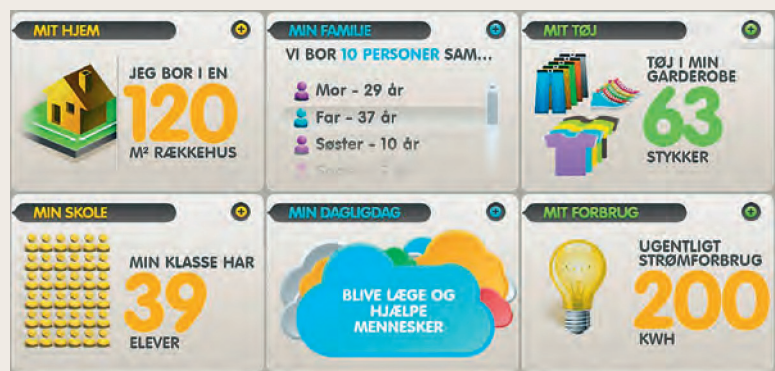 MIT HJEM
JEG BOR I EN
120
M² RÆKKEHUS
MIN FAMILIE
VI BOR 10 PERSONER SAM...
Mor - 29 år
Far - 37 år
Søster - 10 år
MIT TØJ
TØJ I MIN
GARDEROBE
63
STYKKER
MIN SKOLE
MIN KLASSE HAR
39
ELEVER
MIN DAGLIGDAG
BLIVE LÆGE OG
HJÆLPE
MENNESKER
MIT FORBRUG
UGENTLIGT
STRØMFORBRUG
200
KWH